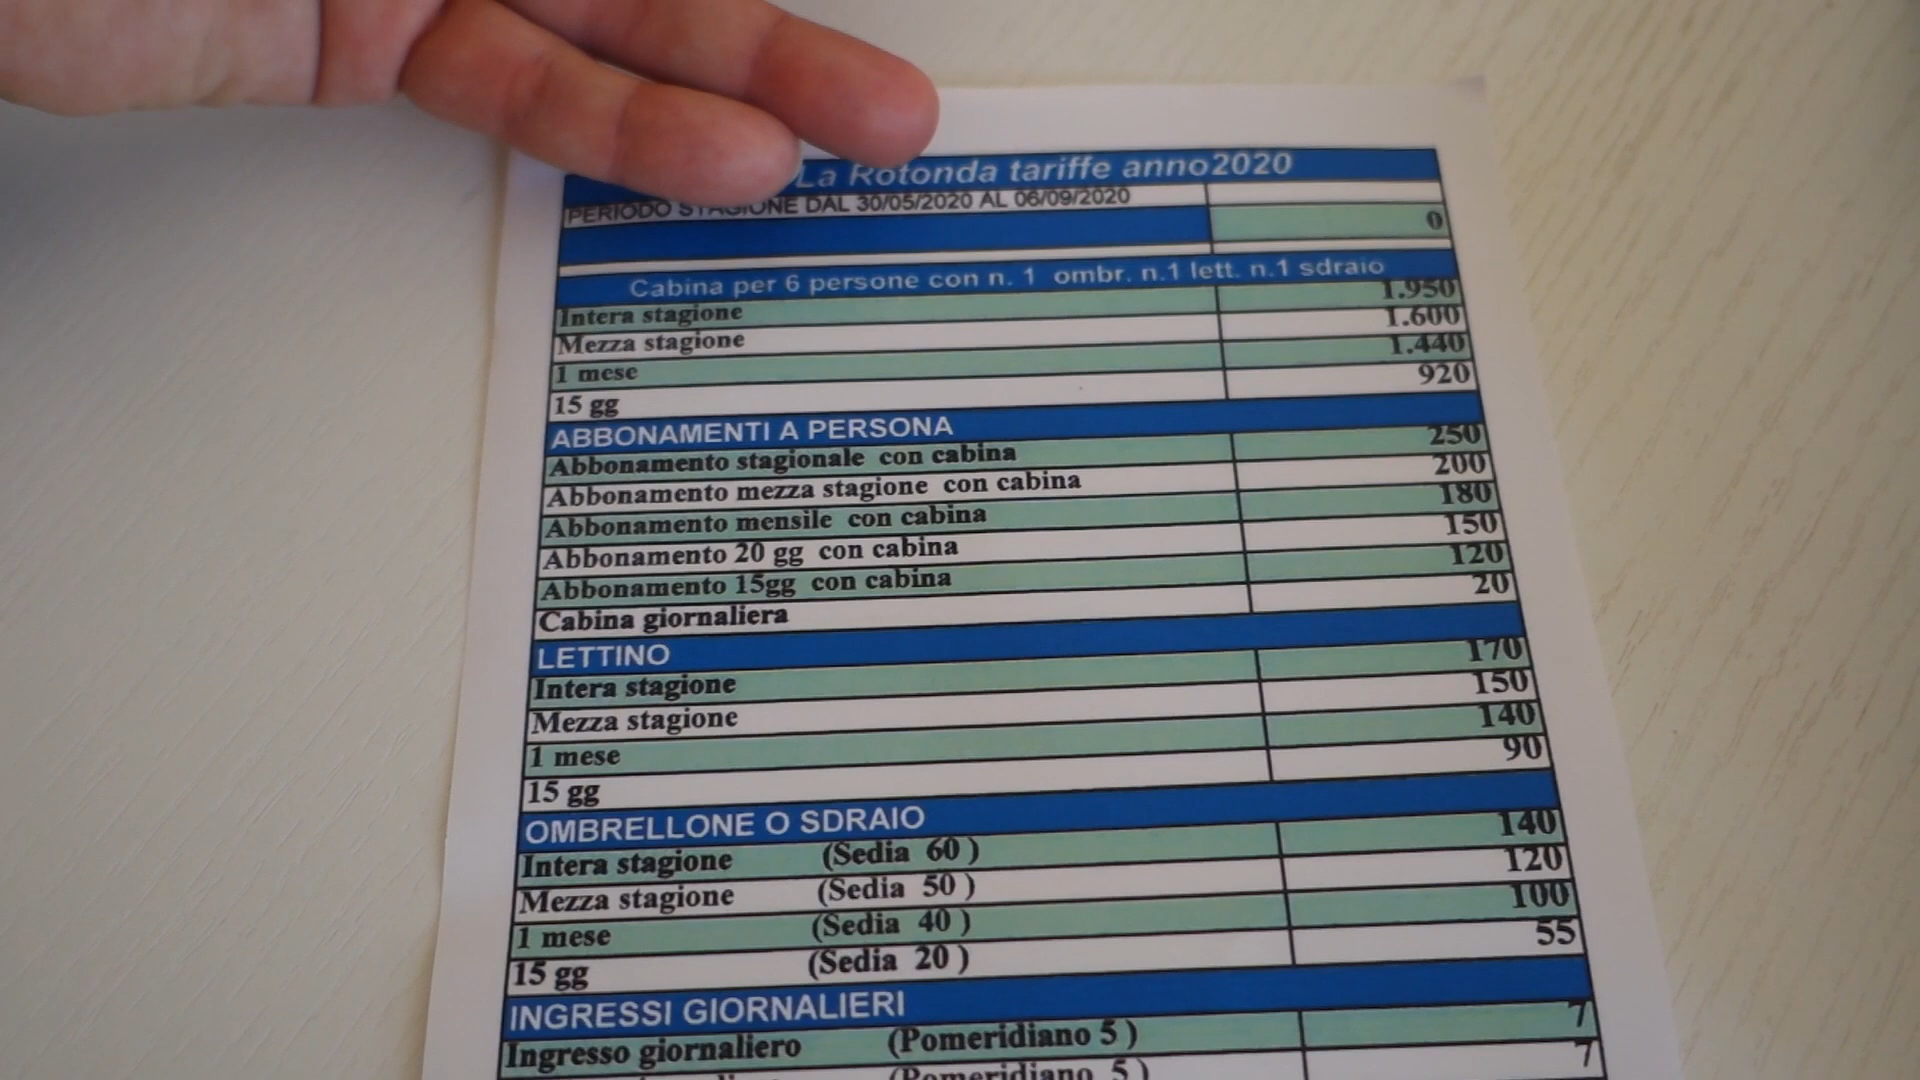 La Rotonda tariffe anno2020
PERIODO STAGIONE DAL 30/05/2020 AL 06/09/2020
0
Cabina per 6 persone con n. 1 ombr. n.1 lett. n.1 sdraio
Intera stagione 1.950
Mezza stagione 1.600
1 mese 1.440
15 gg 920
ABBONAMENTI A PERSONA
Abbonamento stagionale con cabina 250
Abbonamento mezza stagione con cabina 200
Abbonamento mensile con cabina 180
Abbonamento 20 gg con cabina 150
Abbonamento 15gg con cabina 120
Cabina giornaliera 20
LETTINO
Intera stagione 170
Mezza stagione 150
1 mese 140
15 gg 90
OMBRELLONE O SDRAIO
Intera stagione (Sedia 60 ) 140
Mezza stagione (Sedia 50 ) 120
1 mese (Sedia 40 ) 100
15 gg (Sedia 20 ) 55
INGRESSI GIORNALIERI
Ingresso giornaliero (Pomeridiano 5 ) 7
(Pomeridiano 5 ) 7